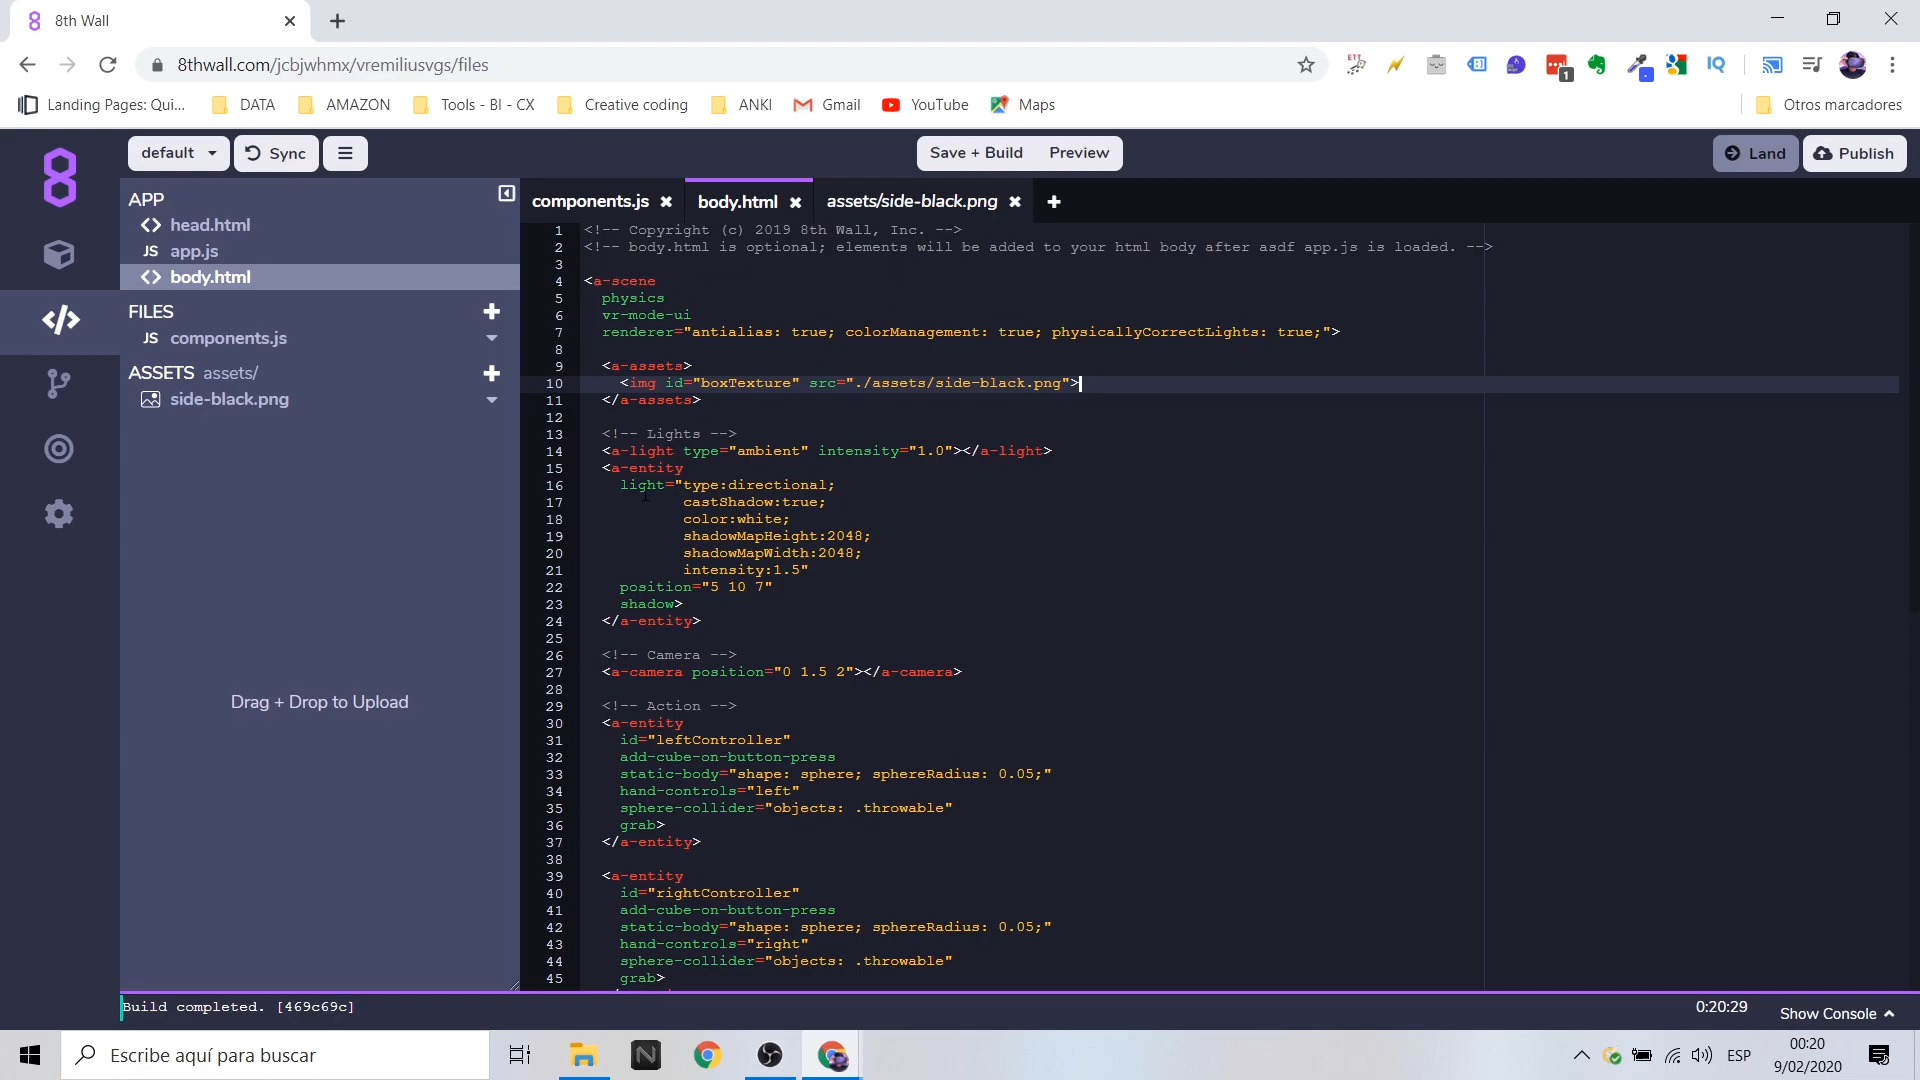 8th Wall
8thwall.com/jcbjwhmx/vremiliusvgs/files
Landing Pages: Qui...
DATA
AMAZON
Tools - BI - CX
Creative coding
ANKI
Gmail
YouTube
Maps
Otros marcadores
default
Sync
Save + Build
Preview
Land
Publish
APP
<> head.html
JS app.js
<> body.html
FILES
JS components.js
ASSETS assets/
side-black.png
Drag + Drop to Upload
components.js
body.html
assets/side-black.png
1 <!-- Copyright (c) 2019 8th Wall, Inc. -->
2 <!-- body.html is optional; elements will be added to your html body after asdf app.js is loaded. -->
3
4 <a-scene
5 physics
6 vr-mode-ui
7 renderer="antialias: true; colorManagement: true; physicallyCorrectLights: true;">
8
9 <a-assets>
10 <img id="boxTexture" src="./assets/side-black.png">
11 </a-assets>
12
13 <!-- Lights -->
14 <a-light type="ambient" intensity="1.0"></a-light>
15 <a-entity
16 light="type:directional;
17 castShadow:true;
18 color:white;
19 shadowMapHeight:2048;
20 shadowMapWidth:2048;
21 intensity:1.5"
22 position="5 10 7"
23 shadow>
24 </a-entity>
25
26 <!-- Camera -->
27 <a-camera position="0 1.5 2"></a-camera>
28
29 <!-- Action -->
30 <a-entity
31 id="leftController"
32 add-cube-on-button-press
33 static-body="shape: sphere; sphereRadius: 0.05;"
34 hand-controls="left"
35 sphere-collider="objects: .throwable"
36 grab>
37 </a-entity>
38
39 <a-entity
40 id="rightController"
41 add-cube-on-button-press
42 static-body="shape: sphere; sphereRadius: 0.05;"
43 hand-controls="right"
44 sphere-collider="objects: .throwable"
45 grab>
Build completed. [469c69c]
0:20:29
Show Console
Escribe aquí para buscar
ESP
00:20
9/02/2020